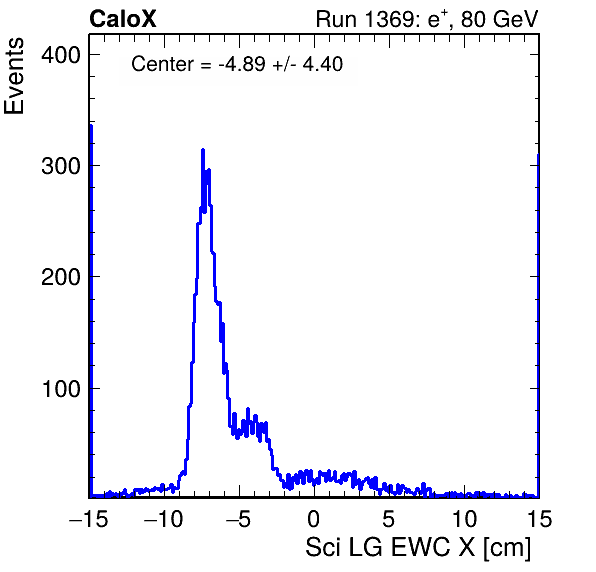 CaloX Run 1369: e⁺, 80 GeV
Center = -4.89 +/- 4.40
Events
400
300
200
100
−15 −10 −5 0 5 10 15
Sci LG EWC X [cm]